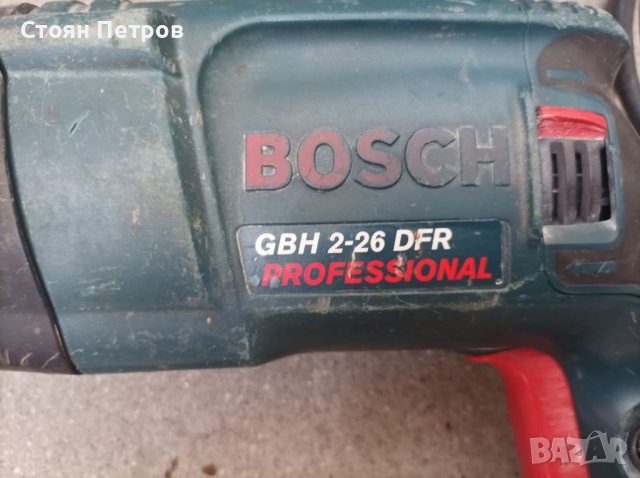 Стоян Петров
BOSCH
GBH 2-26 DFR
PROFESSIONAL
BAZAR